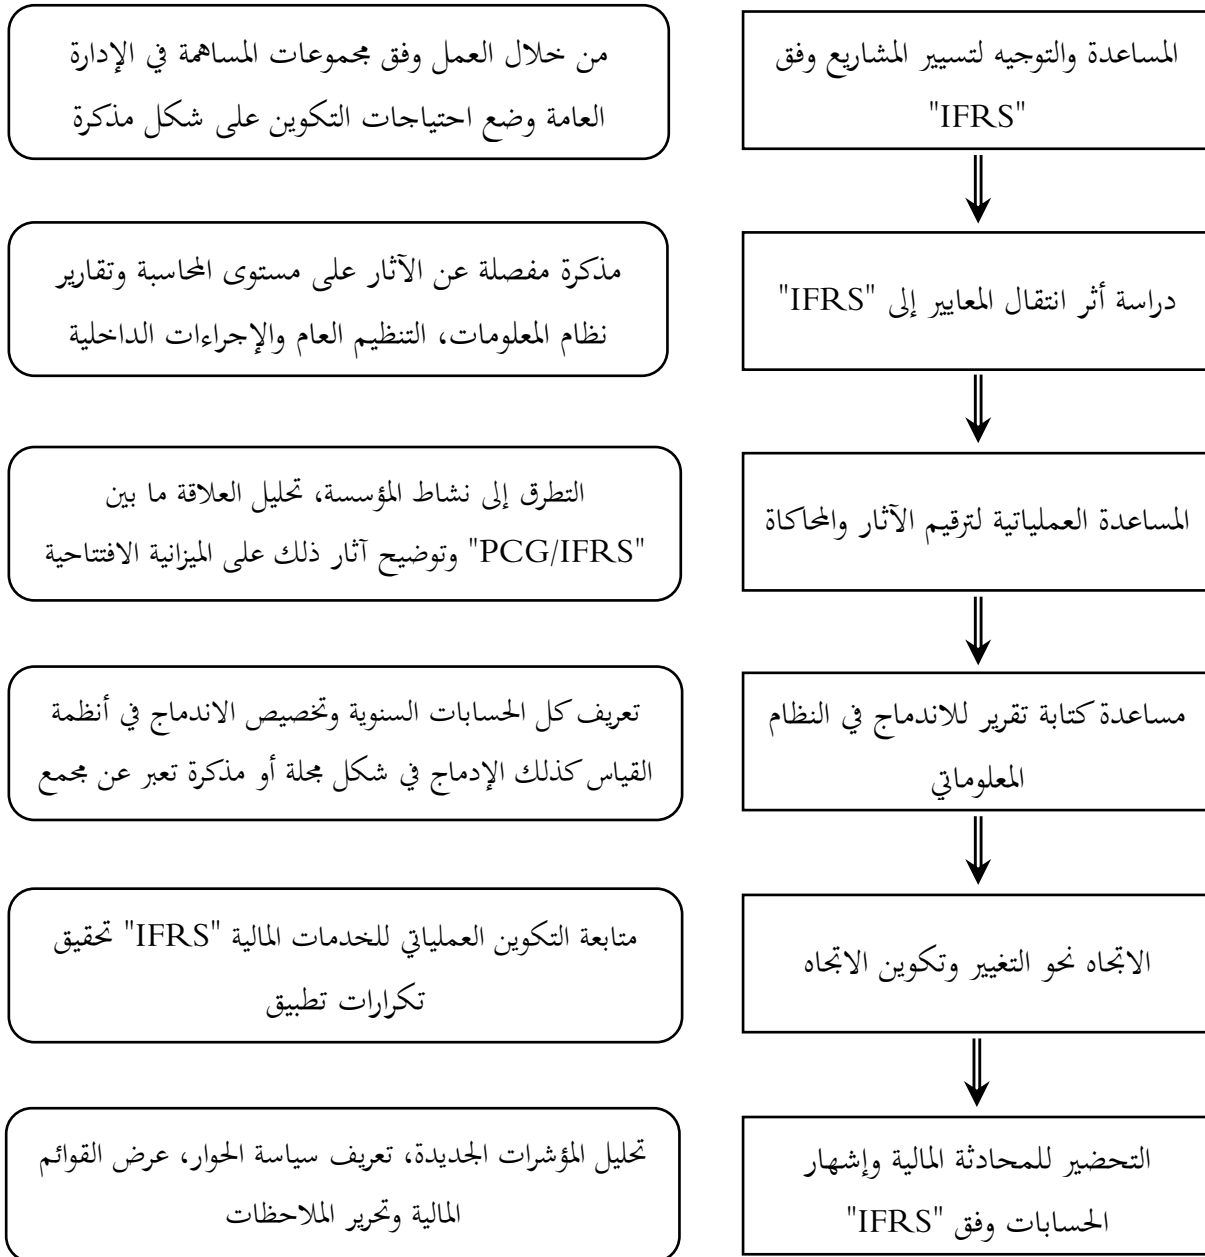 المساعدة والتوجيه لتسيير المشاريع وفق
"IFRS"
من خلال العمل وفق مجموعات المساهمة في الإدارة
العامة وضع احتياجات التكوين على شكل مذكرة
دراسة أثر انتقال المعايير إلى "IFRS"
مذكرة مفصلة عن الآثار على مستوى المحاسبة وتقارير
نظام المعلومات، التنظيم العام والإجراءات الداخلية
المساعدة العملياتية لترقيم الآثار والمحاكاة
التطرق إلى نشاط المؤسسة، تحليل العلاقة ما بين
"PCG/IFRS" وتوضيح آثار ذلك على الميزانية الافتتاحية
مساعدة كتابة تقرير للاندماج في النظام
المعلوماتي
تعريف كل الحسابات السنوية وتخصيص الاندماج في أنظمة
القياس كذلك الإدماج في شكل مجلة أو مذكرة تعبر عن مجمع
الاتجاه نحو التغيير وتكوين الاتجاه
متابعة التكوين العملياتي للخدمات المالية "IFRS" تحقيق
تكرارات تطبيق
التحضير للمحادثة المالية وإشهار
الحسابات وفق "IFRS"
تحليل المؤشرات الجديدة، تعريف سياسة الحوار، عرض القوائم
المالية وتحرير الملاحظات